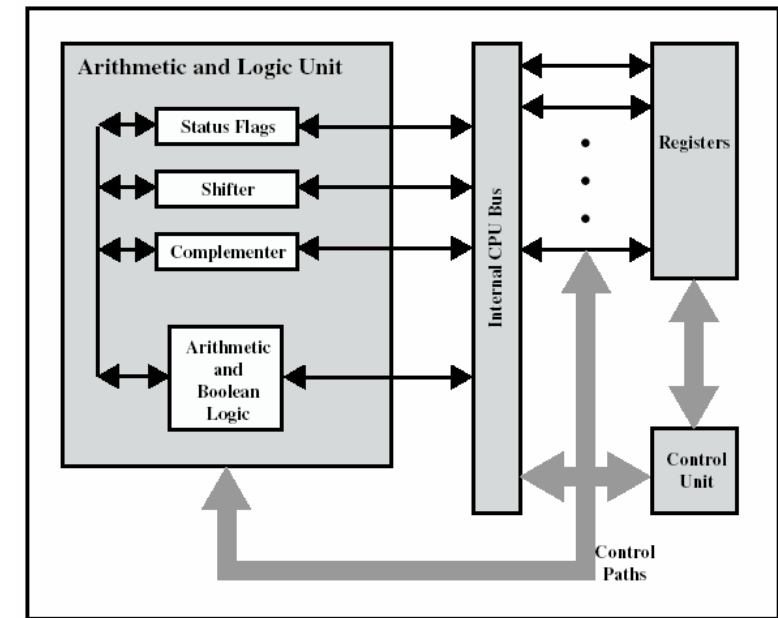 Arithmetic and Logic Unit
Status Flags
Shifter
Complementer
Arithmetic
and
Boolean
Logic
Internal CPU Bus
Registers
Control
Unit
Control
Paths